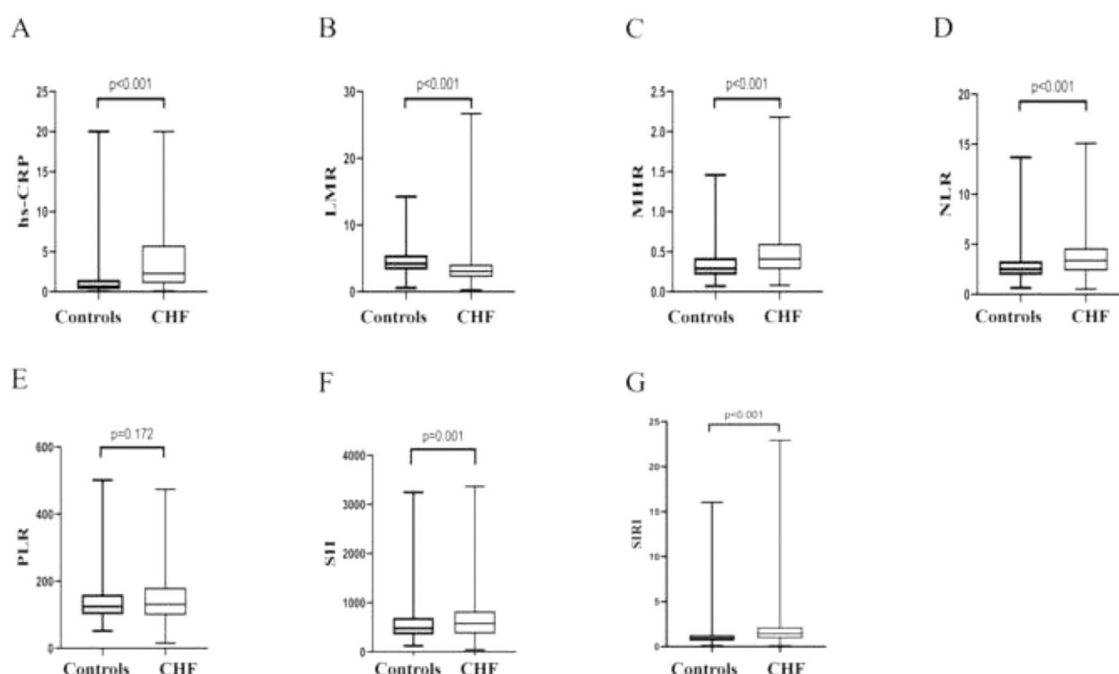 A
B
C
D
p<0.001
p<0.001
p<0.001
p<0.001
hs-CRP
25
20
15
10
5
0
Controls CHF
LMR
30
20
10
0
Controls CHF
MHR
2.5
2.0
1.5
1.0
0.5
0.0
Controls CHF
NLR
20
15
10
5
0
Controls CHF
E
F
G
p=0.172
p=0.001
p<0.001
PLR
600
400
200
0
Controls CHF
SII
4000
3000
2000
1000
0
Controls CHF
SIRI
25
20
15
10
5
0
Controls CHF